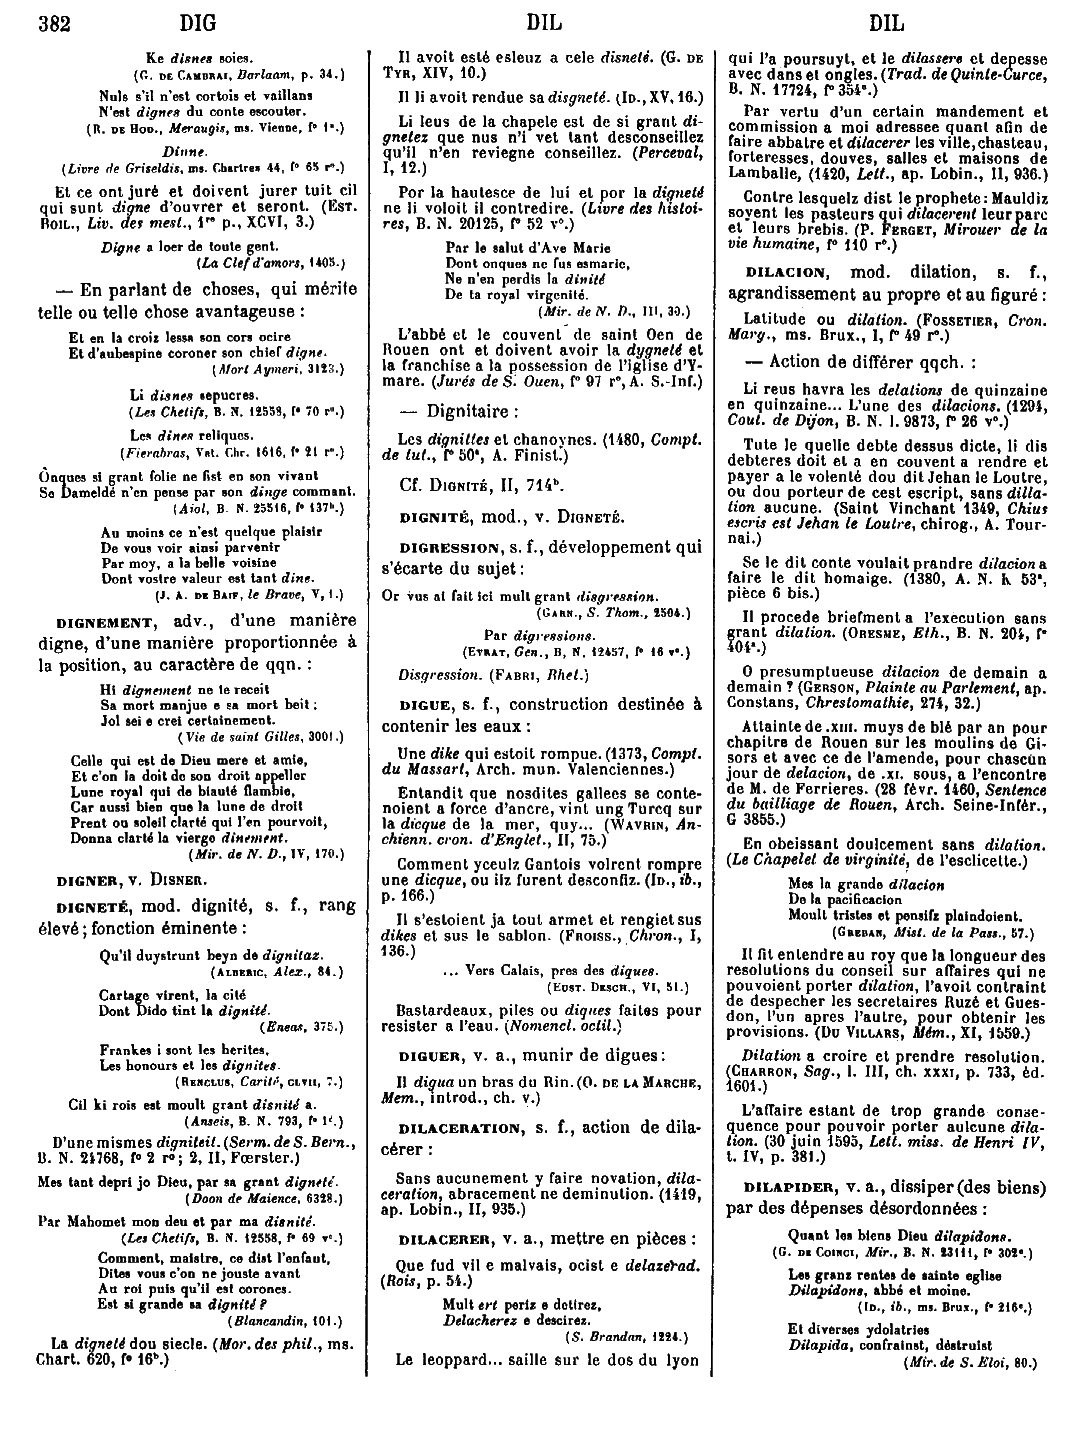 382 DIG DIL DIL
Ke disnes soies.
(G. DE CAMBRAI, Barlaam, p. 34.)
Nuls s'il n'est cortois et vaillans
N'est dignes du conte escouter.
(R. DE HOD., Meraugis, ms. Vienne, f° 1ª.)
Dinne.
(Livre de Griseldis, ms. Chartres 44, f° 65 r°.)
Et ce ont juré et doivent jurer tuit cil
qui sunt digne d'ouvrer et seront. (EST.
BOIL., Liv. des mest., 1re p., XCVI, 3.)
Digne a loer de toute gent.
(La Clef d'amors, 1405.)
— En parlant de choses, qui mérite
telle ou telle chose avantageuse :
Et en la croiz lessa son cors ocire
Et d'aubespine coroner son chief digne.
(Mort Aymeri, 3123.)
Li disnes sepucres.
(Les Chetifs, B. N. 12558, f° 70 r°.)
Les dines reliques.
(Fierabras, Vat. Chr. 1616, f° 21 r°.)
Onques si grant folie ne fist en son vivant
Se Dameldé n'en pense par son dinge commant.
(Aiol, B. N. 25516, f° 137ᵇ.)
Au moins ce n'est quelque plaisir
De vous voir ainsi parvenir
Par moy, a la belle voisine
Dont vostre valeur est tant dine.
(J. A. DE BAIF, le Brave, V, 1.)
DIGNEMENT, adv., d'une manière
digne, d'une manière proportionnée à
la position, au caractère de qqn. :
Hi dignement ne le receit
Sa mort manjue e sa mort beit ;
Jol sei e crei certainement.
(Vie de saint Gilles, 3001.)
Celle qui est de Dieu mere et amie,
Et c'on la doit de son droit appeller
Lune royal qui de biauté flambie,
Car aussi bien que la lune de droit
Prent ou soleil clarté qui l'en pourvoit,
Donna clarté la vierge dinement.
(Mir. de N. D., IV, 170.)
DIGNER, v. DISNER.
DIGNETÉ, mod. dignité, s. f., rang
élevé ; fonction éminente :
Qu'il duystrunt beyn de dignitaz.
(ALBERIC, Alex., 84.)
Cartage virent, la cité
Dont Dido tint la dignité.
(Eneas, 375.)
Frankes i sont les herites,
Les honours et les dignites.
(RENCLUS, Carité, CLVII, 7.)
Cil ki rois est moult grant disnité a.
(Anseis, B. N. 793, f° 1ᵈ.)
D'une mismes digniteit. (Serm. de S. Bern.,
B. N. 24768, f° 2 r° ; 2, II, Fœrster.)
Mes tant depri jo Dieu, par sa grant digneté.
(Doon de Maience, 6328.)
Par Mahomet mon deu et par ma disnité.
(Les Chetifs, B. N. 12558, f° 69 v°.)
Comment, maistre, ce dist l'enfaut,
Dites vous c'on ne jouste avant
Au roi puis qu'il est corones.
Est si grande sa dignité ?
(Blancandin, 101.)
La digneté dou siecle. (Mor. des phil., ms.
Chart. 620, f° 16ᵇ.)
Il avoit esté esleuz a cele disneté. (G. DE
TYR, XIV, 10.)
Il li avoit rendue sa disgneté. (ID., XV, 16.)
Li leus de la chapele est de si grant di-
gnetez que nus n'i vet tant desconseillez
qu'il n'en reviegne conseillez. (Perceval,
I, 12.)
Por la hautesce de lui et por la digneté
ne li voloit il contredire. (Livre des histoi-
res, B. N. 20125, f° 52 v°.)
Par le salut d'Ave Marie
Dont onques ne fus esmarie,
Ne n'en perdis la dinité
De ta royal virgenité.
(Mir. de N. D., III, 39.)
L'abbé et le couvent de saint Oen de
Rouen ont et doivent avoir la dygneté et
la franchise a la possession de l'iglise d'Y-
mare. (Jurés de S. Ouen, f° 97 r°, A. S.-Inf.)
— Dignitaire :
Les dignittes et chanoynes. (1480, Compt.
de tut., f° 50ª, A. Finist.)
Cf. DIGNITÉ, II, 714ᵇ.
DIGNITÉ, mod., v. DIGNETÉ.
DIGRESSION, s. f., développement qui
s'écarte du sujet :
Or vus ai fait ici mult grant disgression.
(GARN., S. Thom., 2504.)
Par digressions.
(EYRAT, Gen., B, N. 12457, f° 16 v°.)
Disgression. (FABRI, Rhet.)
DIGUE, s. f., construction destinée à
contenir les eaux :
Une dike qui estoit rompue. (1373, Compt.
du Massart, Arch. mun. Valenciennes.)
Entandit que nosdites gallees se conte-
noient a force d'ancre, vint ung Turcq sur
la dicque de la mer, quy... (WAVRIN, An-
chienn. cron. d'Englet., II, 75.)
Comment yceulz Gantois volrent rompre
une dicque, ou ilz furent desconfiz. (ID., ib.,
p. 166.)
Il s'estoient ja tout armet et rengiet sus
dikes et sus le sablon. (FROISS., Chron., I,
136.)
... Vers Calais, pres des diques.
(EUST. DESCH., VI, 51.)
Bastardeaux, piles ou diques faites pour
resister a l'eau. (Nomencl. octil.)
DIGUER, v. a., munir de digues :
Il digua un bras du Rin. (O. DE LA MARCHE,
Mem., introd., ch. v.)
DILACERATION, s. f., action de dila-
cérer :
Sans aucunement y faire novation, dila-
ceration, abracement ne deminution. (1419,
ap. Lobin., II, 935.)
DILACERER, v. a., mettre en pièces :
Que fud vil e malvais, ocist e delazerad.
(Rois, p. 54.)
Mult ert periz e detirez,
Delacherez e descirez.
(S. Brandan, 1224.)
Le leoppard... saille sur le dos du lyon
qui l'a poursuyt, et le dilassere et depesse
avec dans et ongles. (Trad. de Quinte-Curce,
B. N. 17724, f° 354ª.)
Par vertu d'un certain mandement et
commission a moi adressee quant afin de
faire abbatre et dilacerer les ville, chasteau,
forteresses, douves, salles et maisons de
Lamballe, (1420, Lett., ap. Lobin., II, 936.)
Contre lesquelz dist le prophete : Mauldiz
soyent les pasteurs qui dilacerent leur parc
et leurs brebis. (P. FERGET, Mirouer de la
vie humaine, f° 110 r°.)
DILACION, mod. dilation, s. f.,
agrandissement au propre et au figuré :
Latitude ou dilation. (FOSSETIER, Cron.
Marg., ms. Brux., I, f° 49 r°.)
— Action de différer qqch. :
Li reus havra les delations de quinzaine
en quinzaine... L'une des dilacions. (1294,
Cout. de Dijon, B. N. l. 9873, f° 26 v°.)
Tute le quelle debte dessus dicte, li dis
debteres doit et a en couvent a rendre et
payer a le volenté dou dit Jehan le Loutre,
ou dou porteur de cest escript, sans dilla-
tion aucune. (Saint Vinchant 1349, Chius
escris est Jehan le Loutre, chirog., A. Tour-
nai.)
Se le dit conte voulait prandre dilacion a
faire le dit homaige. (1380, A. N. k 53ª,
pièce 6 bis.)
Il procede briefment a l'execution sans
grant dilation. (ORESME, Eth., B. N. 204, f°
404ª.)
O presumptueuse dilacion de demain a
demain ? (GERSON, Plainte au Parlement, ap.
Constans, Chrestomathie, 274, 32.)
Attainte de .XIII. muys de blé par an pour
chapitre de Rouen sur les moulins de Gi-
sors et avec ce de l'amende, pour chascun
jour de delacion, de .XI. sous, a l'encontre
de M. de Ferrieres. (28 févr. 1460, Sentence
du bailliage de Rouen, Arch. Seine-Infér.,
G 3855.)
En obeissant doulcement sans dilation.
(Le Chapelet de virginité, de l'esclicette.)
Mes la grande dilacion
De la pacificacion
Moult tristes et pensifz plaindoient.
(GREBAN, Mist. de la Pass., 57.)
Il fit entendre au roy que la longueur des
resolutions du conseil sur affaires qui ne
pouvoient porter dilation, l'avoit contraint
de despecher les secretaires Ruzé et Gues-
don, l'un apres l'autre, pour obtenir les
provisions. (DU VILLARS, Mém., XI, 1559.)
Dilation a croire et prendre resolution.
(CHARRON, Sag., l. III, ch. XXXI, p. 733, éd.
1601.)
L'affaire estant de trop grande conse-
quence pour pouvoir porter aulcune dila-
tion. (30 juin 1595, Lett. miss. de Henri IV,
t. IV, p. 381.)
DILAPIDER, v. a., dissiper (des biens)
par des dépenses désordonnées :
Quant les biens Dieu dilapidons.
(G. DE COINCI, Mir., B. N. 23111, f° 302ª.)
Les granz rentes de sainte eglise
Dilapidons, abbé et moine.
(ID., ib., ms. Brux., f° 216ª.)
Et diverses ydolatries
Dilapida, confrainst, déstruist
(Mir. de S. Eloi, 80.)